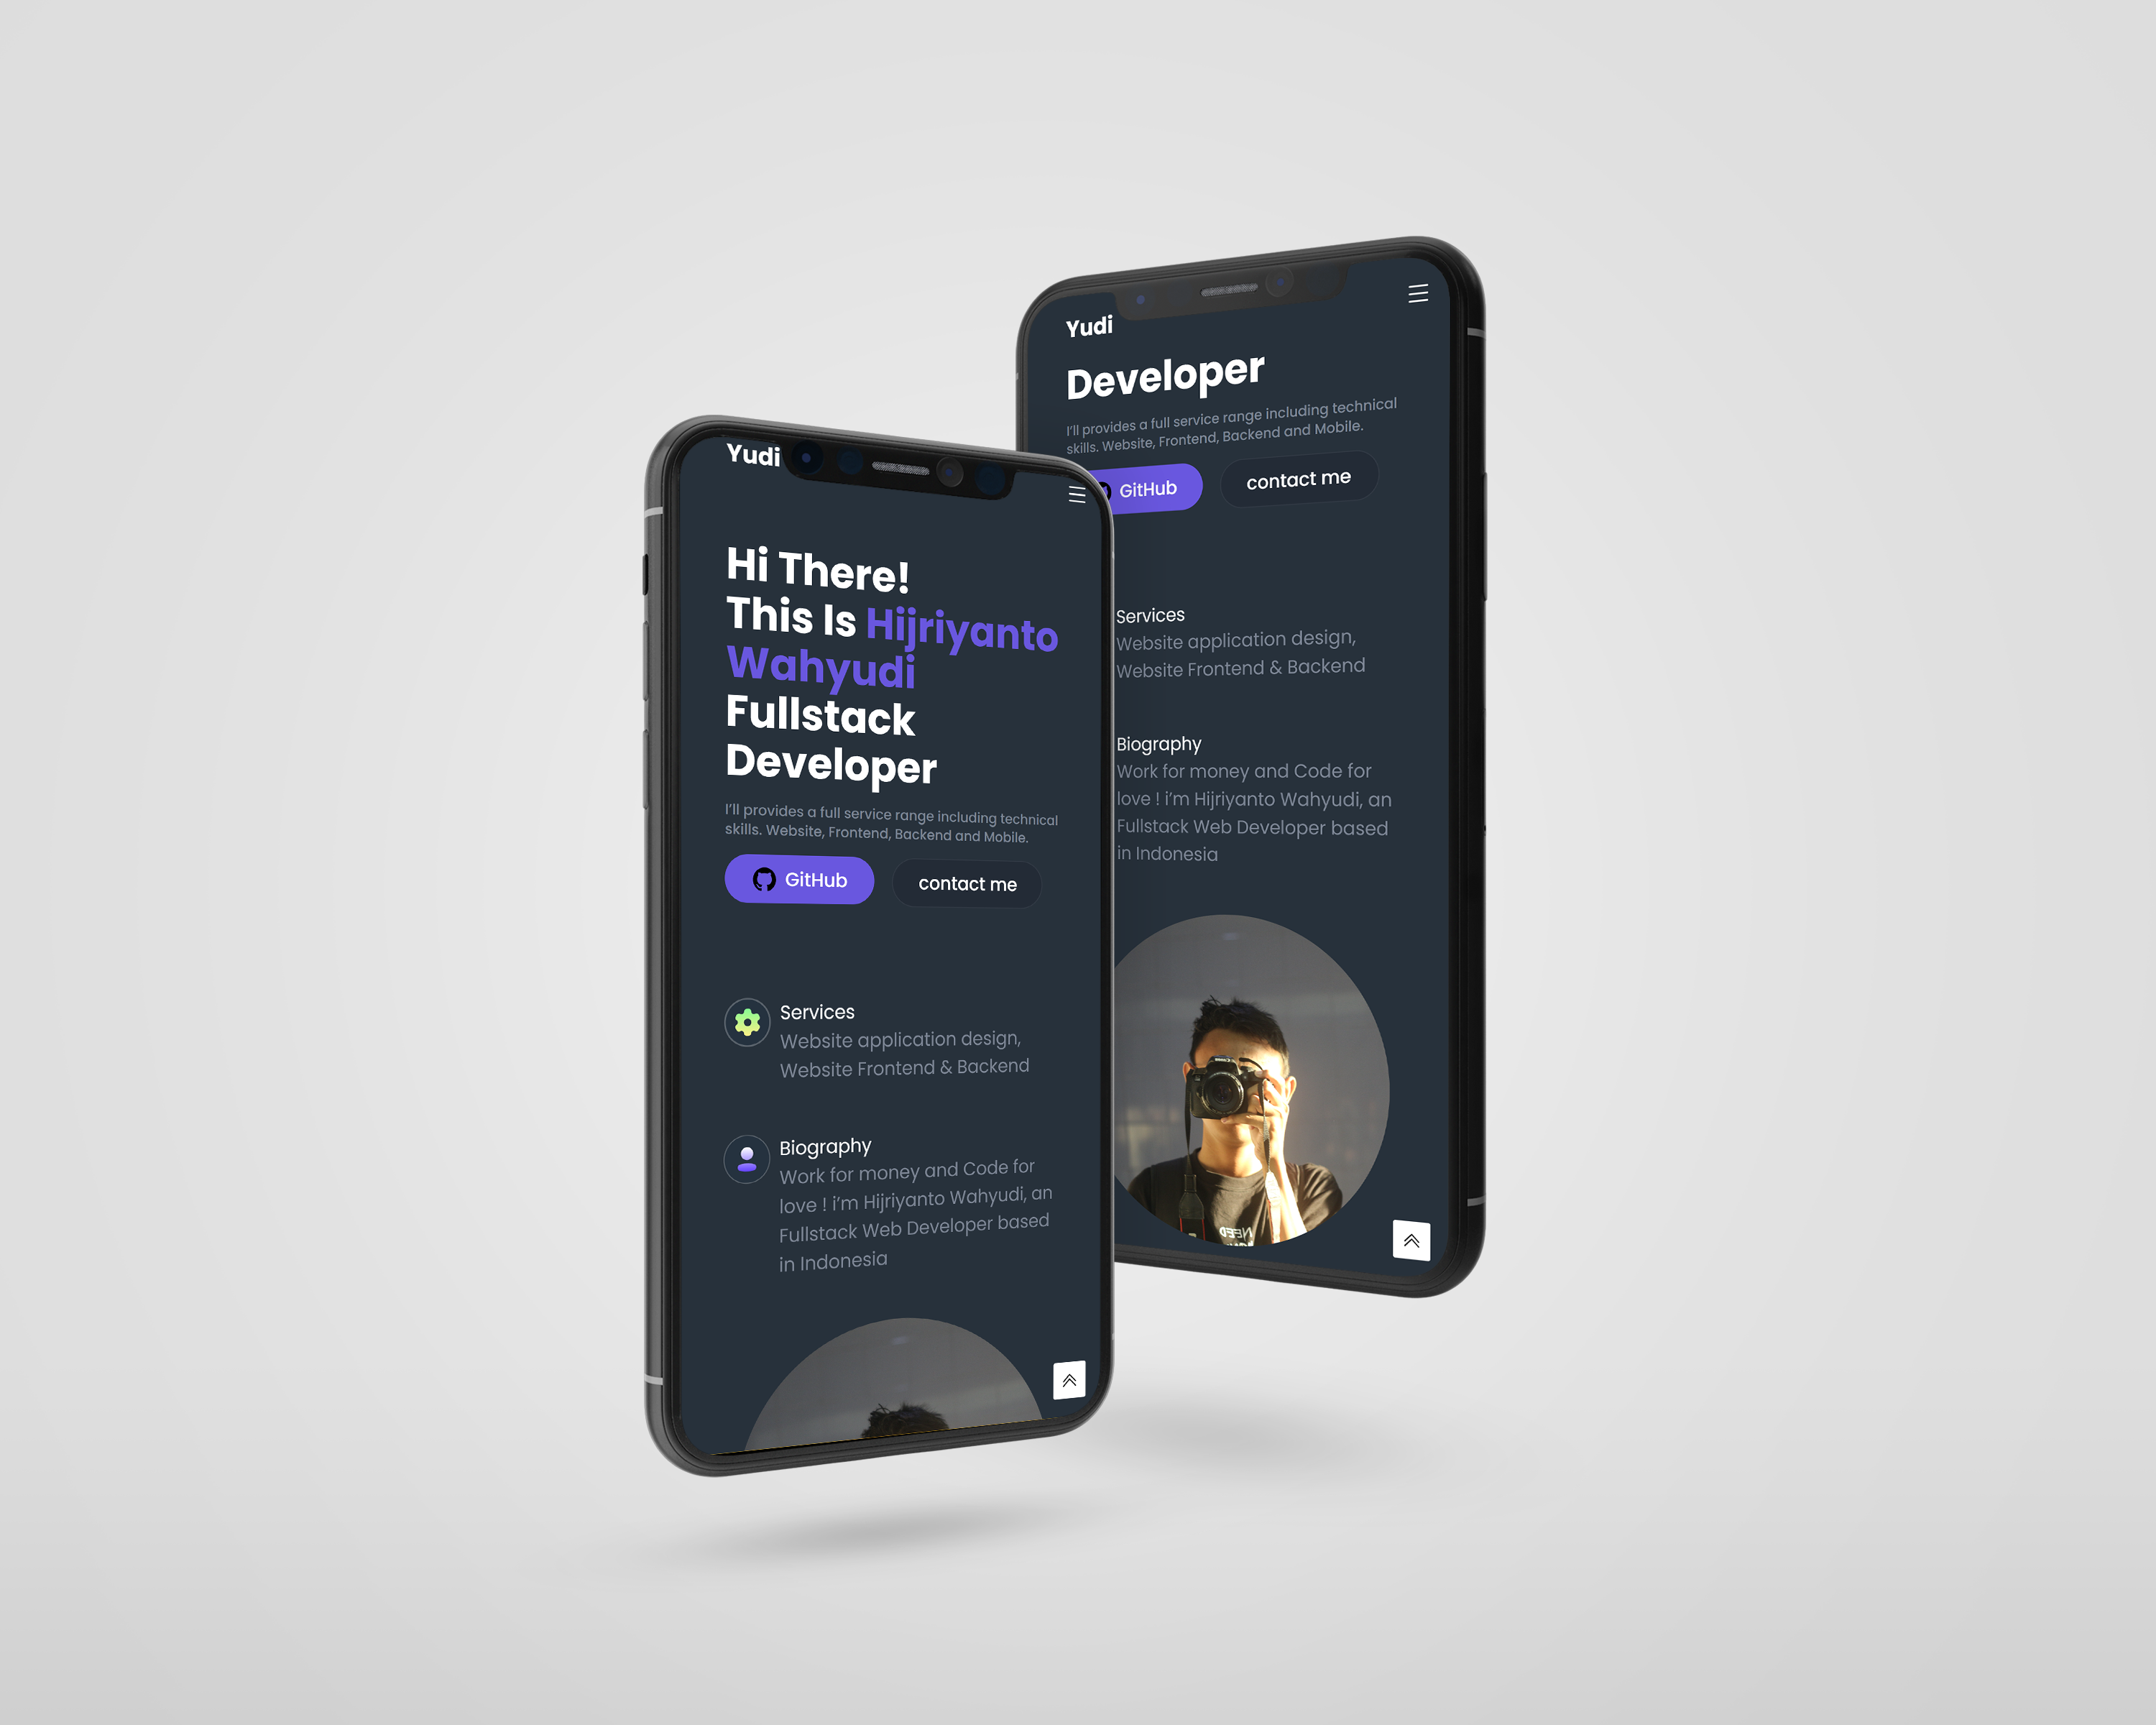 Yudi
Hi There!
This Is Hijriyanto
Wahyudi
Fullstack
Developer
I'll provides a full service range including technical
skills. Website, Frontend, Backend and Mobile.
GitHub
contact me
Services
Website application design,
Website Frontend & Backend
Biography
Work for money and Code for
love ! i'm Hijriyanto Wahyudi, an
Fullstack Web Developer based
in Indonesia
Yudi
Developer
I'll provides a full service range including technical
skills. Website, Frontend, Backend and Mobile.
GitHub
contact me
Services
Website application design,
Website Frontend & Backend
Biography
Work for money and Code for
love ! i'm Hijriyanto Wahyudi, an
Fullstack Web Developer based
in Indonesia
NEED